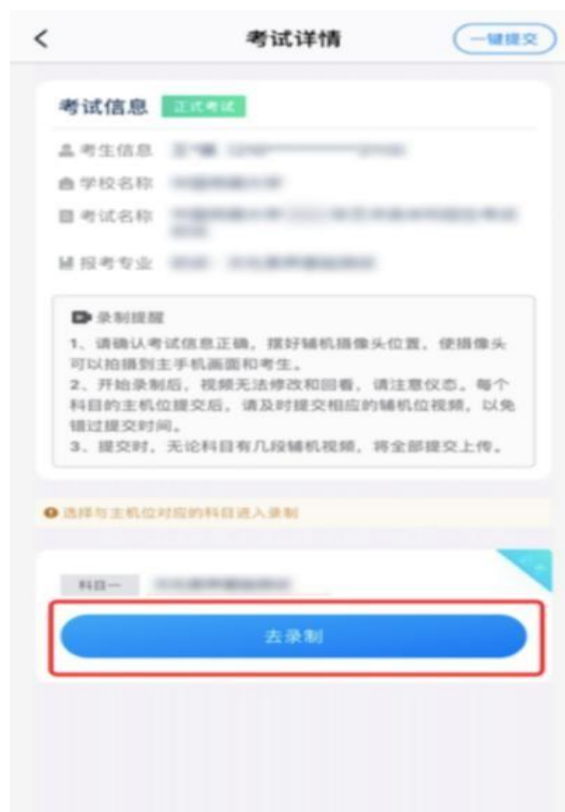 考试详情
一键提交
考试信息 正式考试
考生信息
学校名称
考试名称
报考专业
录制提醒
1、请确认考试信息正确，摆好辅机摄像头位置，使摄像头
可以拍摄到主手机画面和考生。
2、开始录制后，视频无法修改和回看，请注意仪态。每个
科目的主机位提交后，请及时提交相应的辅机位视频，以免
错过提交时间。
3、提交时，无论科目有几段辅机视频，将全部提交上传。
选择与主机位对应的科目进入录制
科目一
去录制